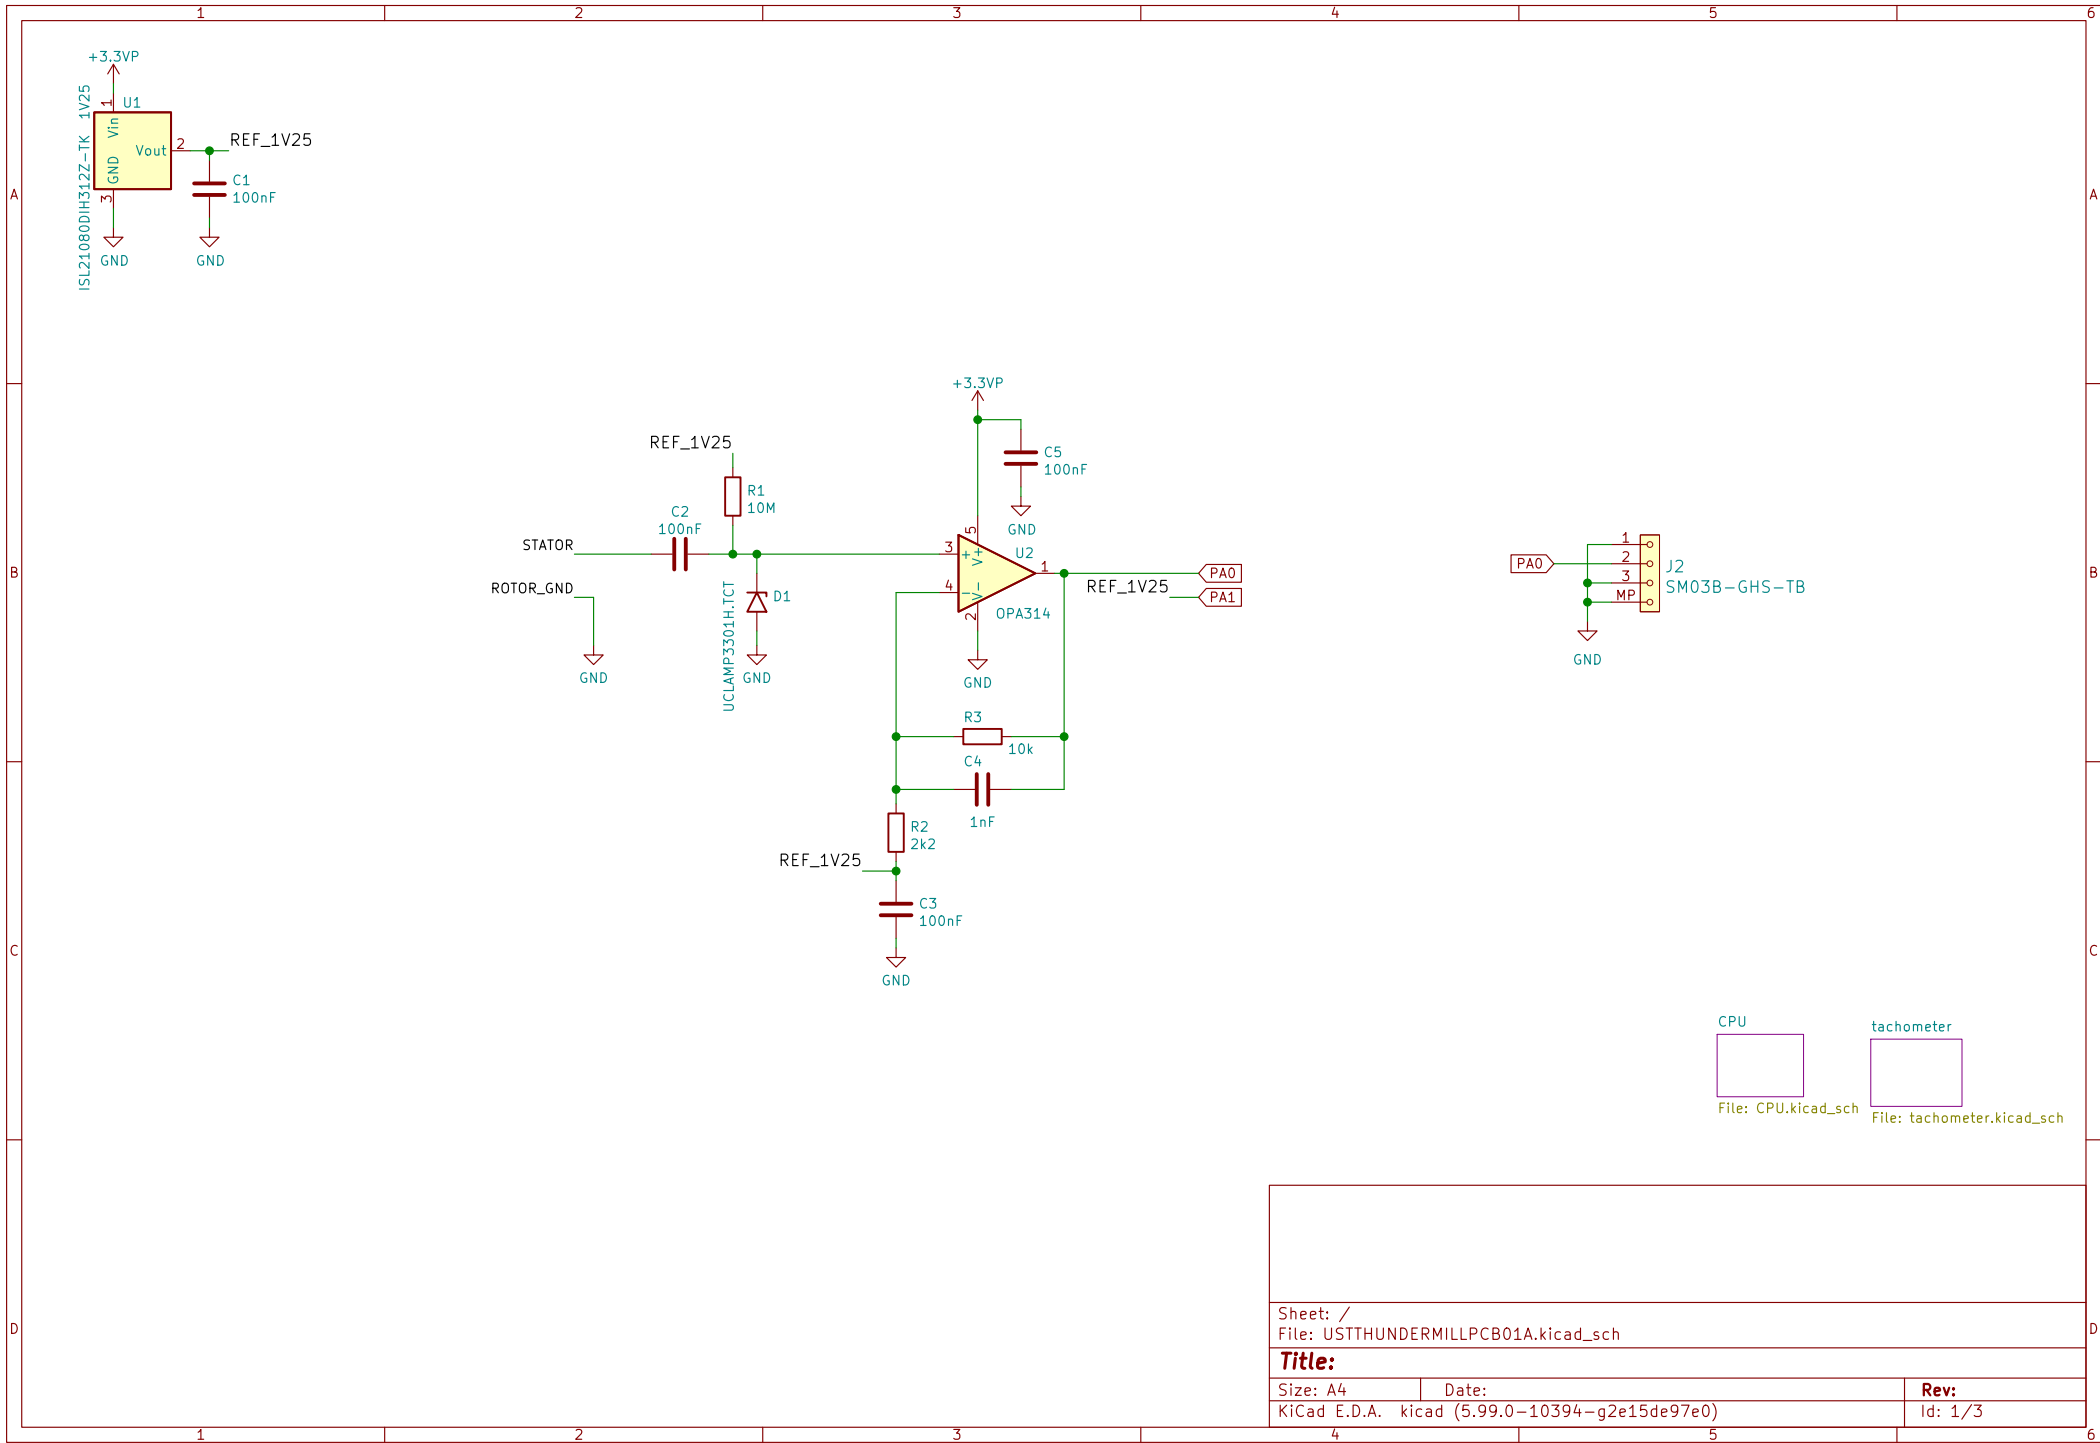 1 2 3 4 5 6
A
B
C
D
A
B
C
D
1 2 3 4 5 6
+3.3VP
1
U1
Vin
GND
Vout
2
3
ISL21080DIH312Z-TK 1V25
REF_1V25
C1
100nF
GND
GND
+3.3VP
C5
100nF
GND
REF_1V25
R1
10M
C2
100nF
STATOR
ROTOR_GND
GND
UCLAMP3301H.TCT
D1
GND
3
4
5
2
1
+
-
V+
V-
U2
OPA314
GND
REF_1V25
PA0
PA1
R3
10k
C4
1nF
R2
2k2
REF_1V25
C3
100nF
GND
PA0
1
2
3
MP
J2
SM03B-GHS-TB
GND
CPU
File: CPU.kicad_sch
tachometer
File: tachometer.kicad_sch
Sheet: /
File: USTTHUNDERMILLPCB01A.kicad_sch
Title:
Size: A4 Date: Rev:
KiCad E.D.A. kicad (5.99.0-10394-g2e15de97e0) Id: 1/3